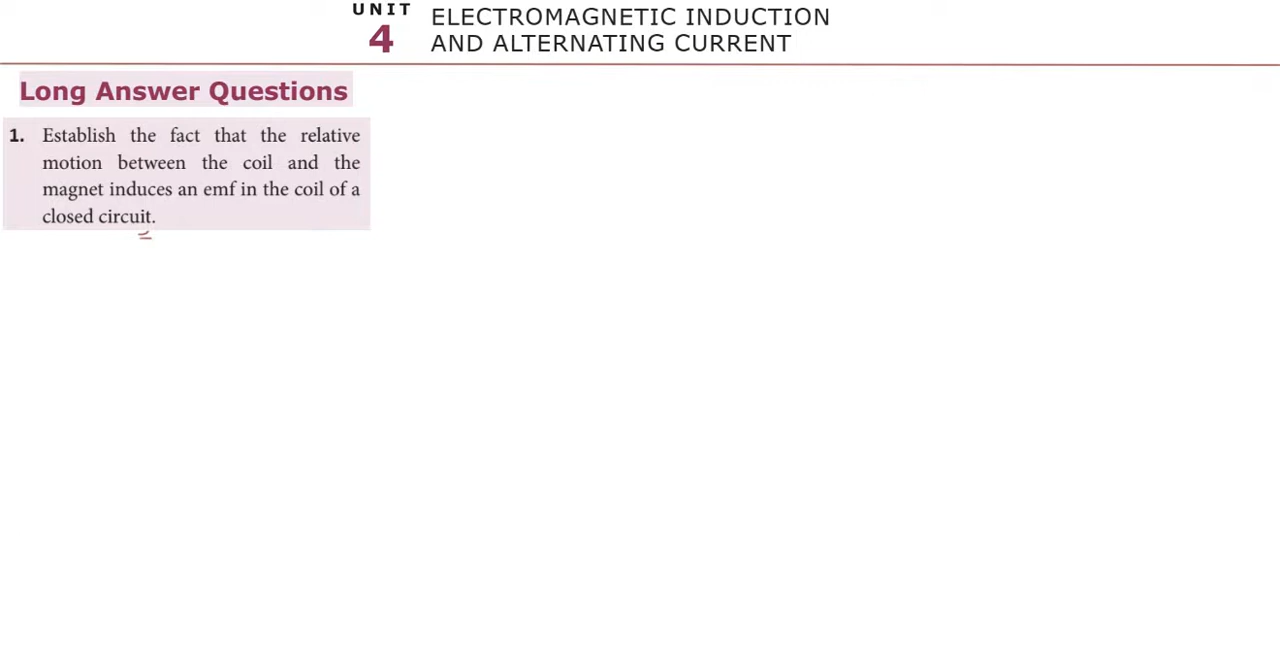 UNIT
4
ELECTROMAGNETIC INDUCTION
AND ALTERNATING CURRENT
Long Answer Questions
1. Establish the fact that the relative
motion between the coil and the
magnet induces an emf in the coil of a
closed circuit.